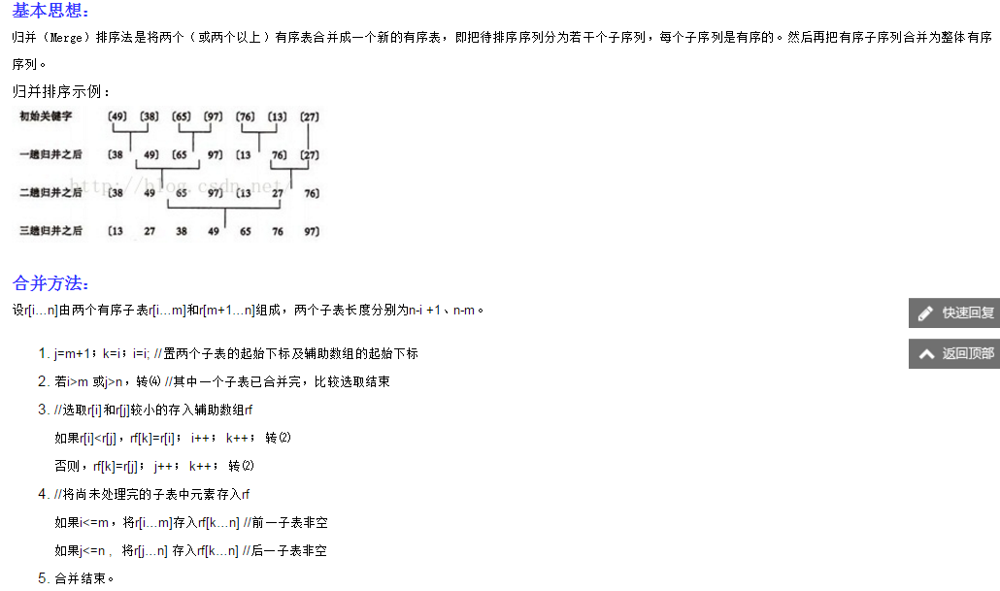 基本思想：
归并（Merge）排序法是将两个（或两个以上）有序表合并成一个新的有序表，即把待排序序列分为若干个子序列，每个子序列是有序的。然后再把有序子序列合并为整体有序
序列。
归并排序示例：
初始关键字 [49] [38] [65] [97] [76] [13] [27]
一趟归并之后 [38 49] [65 97] [13 76] [27]
http://blog.csdn.net/
二趟归并之后 [38 49 65 97] [13 27 76]
三趟归并之后 [13 27 38 49 65 76 97]
合并方法：
设r[i…n]由两个有序子表r[i…m]和r[m+1…n]组成，两个子表长度分别为n-i +1、n-m。
快速回复
返回顶部
1. j=m+1；k=i；i=i; //置两个子表的起始下标及辅助数组的起始下标
2. 若i>m 或j>n，转⑷ //其中一个子表已合并完，比较选取结束
3. //选取r[i]和r[j]较小的存入辅助数组rf
如果r[i]<r[j]，rf[k]=r[i]； i++； k++； 转⑵
否则，rf[k]=r[j]； j++； k++； 转⑵
4. //将尚未处理完的子表中元素存入rf
如果i<=m，将r[i…m]存入rf[k…n] //前一子表非空
如果j<=n , 将r[j…n] 存入rf[k…n] //后一子表非空
5. 合并结束。